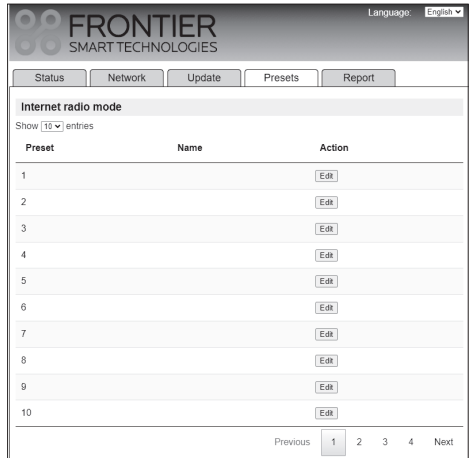 Language: English
FRONTIER
SMART TECHNOLOGIES
Status Network Update Presets Report
Internet radio mode
Show 10 entries
Preset Name Action
1 Edit
2 Edit
3 Edit
4 Edit
5 Edit
6 Edit
7 Edit
8 Edit
9 Edit
10 Edit
Previous 1 2 3 4 Next